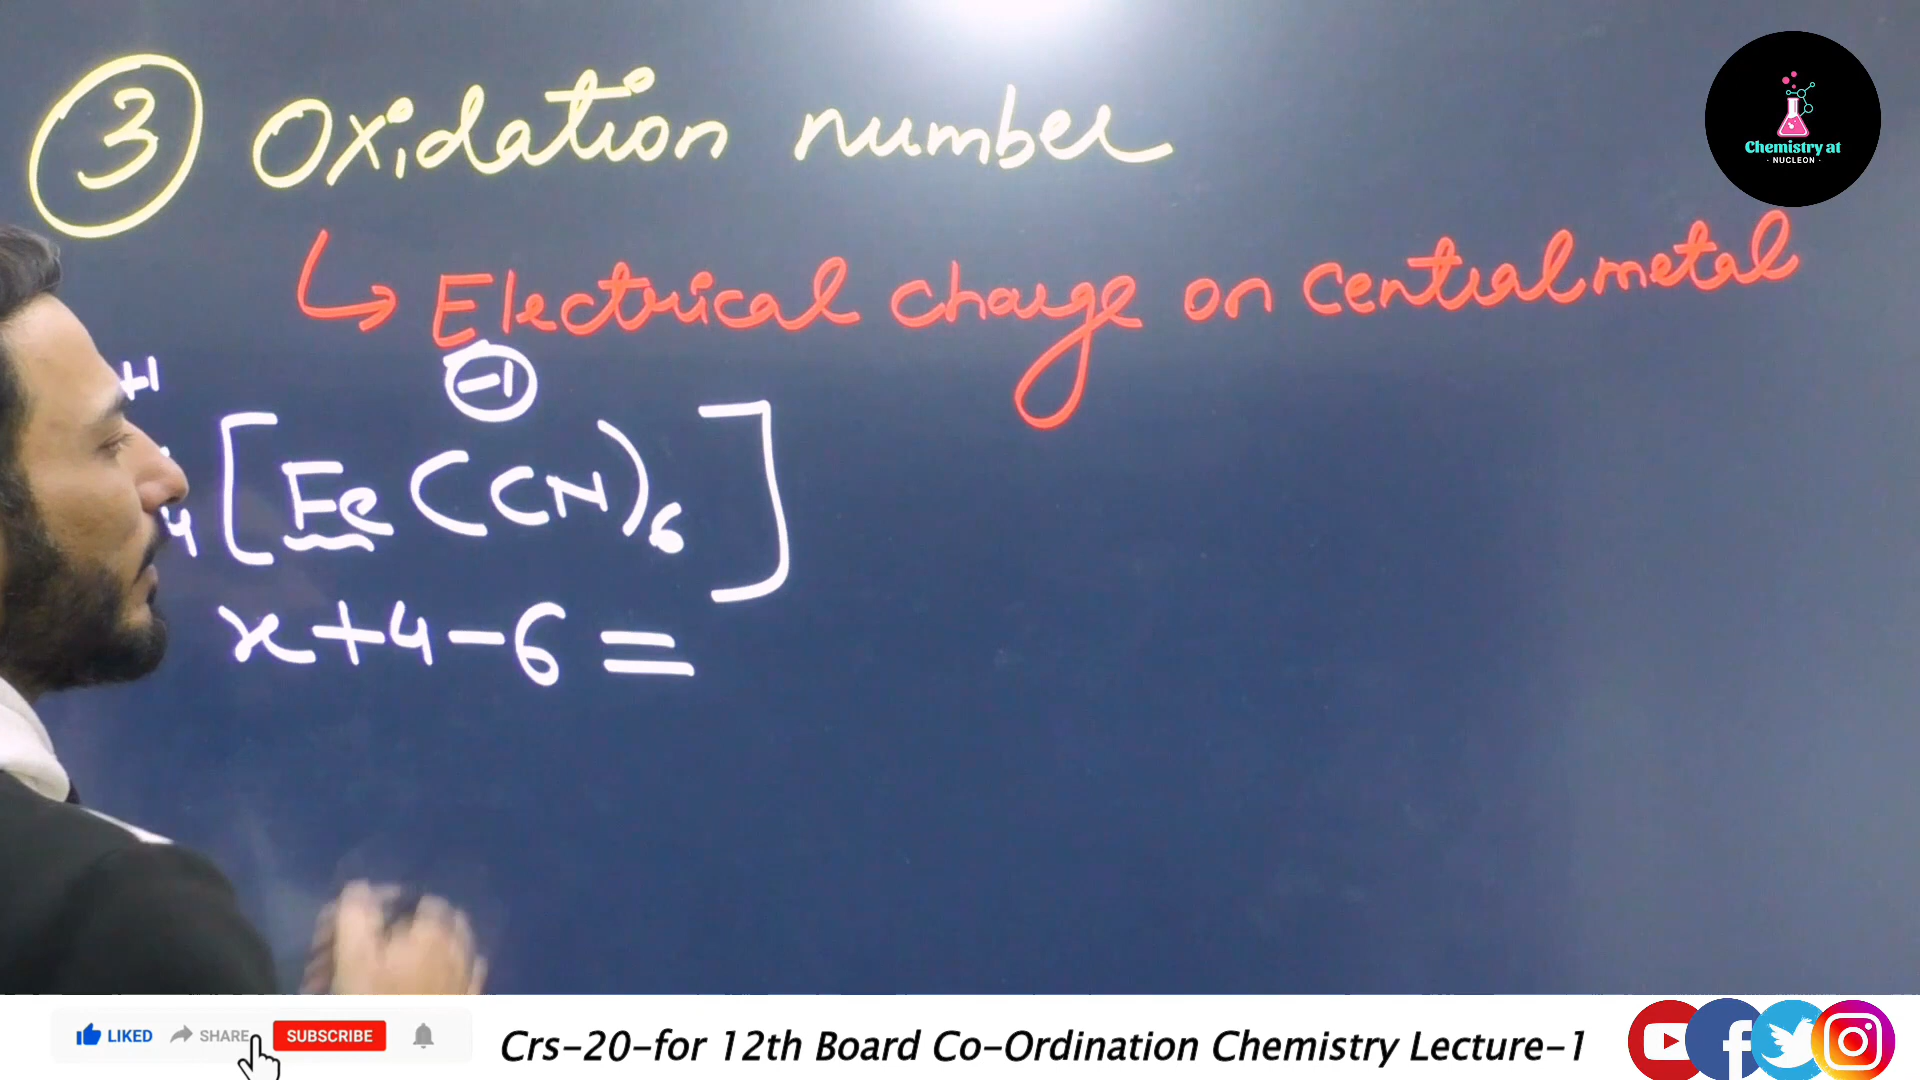 ③ Oxidation number
Chemistry at
· NUCLEON ·
↳ Electrical charge on central metal
+1 -1
4 [Fe(CN)6]
x+4-6=
LIKED SHARE SUBSCRIBE
Crs-20-for 12th Board Co-Ordination Chemistry Lecture-1